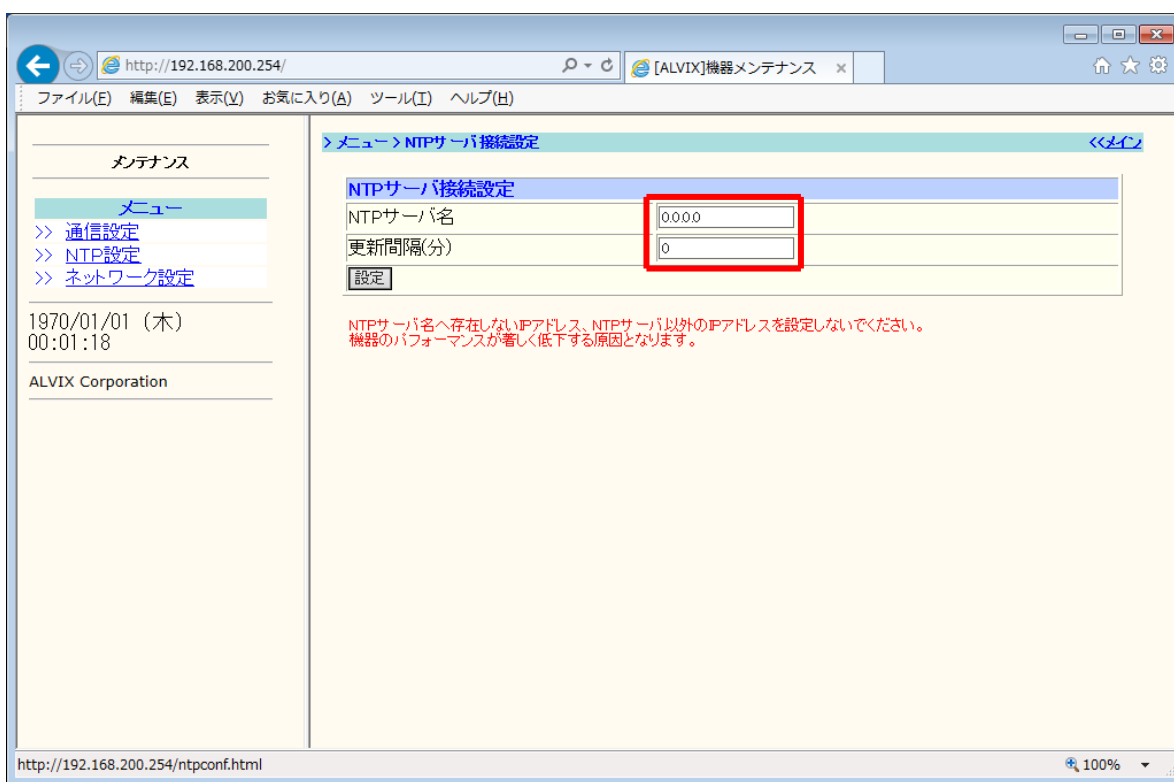 http://192.168.200.254/
[ALVIX]機器メンテナンス
ファイル(F) 編集(E) 表示(V) お気に入り(A) ツール(T) ヘルプ(H)
メンテナンス
メニュー
>> 通信設定
>> NTP設定
>> ネットワーク設定
1970/01/01 (木)
00:01:18
ALVIX Corporation
> メニュー > NTPサーバ接続設定 <<メイン
NTPサーバ接続設定
NTPサーバ名 0.0.0.0
更新間隔(分) 0
設定
NTPサーバ名へ存在しないIPアドレス、NTPサーバ以外のIPアドレスを設定しないでください。
機器のパフォーマンスが著しく低下する原因となります。
http://192.168.200.254/ntpconf.html 100%